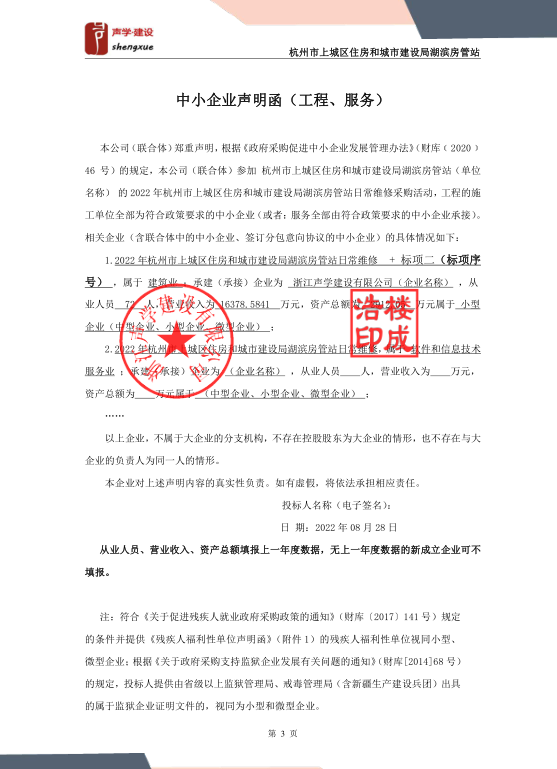 声学·建设
shengxue
杭州市上城区住房和城市建设局湖滨房管站
中小企业声明函（工程、服务）
本公司（联合体）郑重声明，根据《政府采购促进中小企业发展管理办法》（财库﹝2020﹞
46 号）的规定，本公司（联合体）参加 杭州市上城区住房和城市建设局湖滨房管站（单位
名称） 的 2022 年杭州市上城区住房和城市建设局湖滨房管站日常维修采购活动，工程的施
工单位全部为符合政策要求的中小企业（或者：服务全部由符合政策要求的中小企业承接）。
相关企业（含联合体中的中小企业、签订分包意向协议的中小企业）的具体情况如下：
1.2022 年杭州市上城区住房和城市建设局湖滨房管站日常维修 + 标项二（标项序
号） ，属于 建筑业 ；承建（承接）企业为 浙江声学建设有限公司（企业名称） ，从
业人员 72 人，营业收入为 16378.5841 万元，资产总额为 万元属于 小型
企业（中型企业、小型企业、微型企业） ；
2.2022 年杭州市上城区住房和城市建设局湖滨房管站日常维修，属于 软件和信息技术
服务业 ；承建（承接）企业为 （企业名称） ，从业人员____人，营业收入为____万元，
资产总额为____万元属于 （中型企业、小型企业、微型企业） ；
……
以上企业，不属于大企业的分支机构，不存在控股股东为大企业的情形，也不存在与大
企业的负责人为同一人的情形。
本企业对上述声明内容的真实性负责。如有虚假，将依法承担相应责任。
投标人名称（电子签名）：
日 期：2022 年 08 月 28 日
从业人员、营业收入、资产总额填报上一年度数据，无上一年度数据的新成立企业可不
填报。
注：符合《关于促进残疾人就业政府采购政策的通知》（财库〔2017〕141 号）规定
的条件并提供《残疾人福利性单位声明函》（附件 1）的残疾人福利性单位视同小型、
微型企业；根据《关于政府采购支持监狱企业发展有关问题的通知》（财库[2014]68 号）
的规定，投标人提供由省级以上监狱管理局、戒毒管理局（含新疆生产建设兵团）出具
的属于监狱企业证明文件的，视同为小型和微型企业。
第 3 页
浙江声学建设有限公司
楼成
浩印